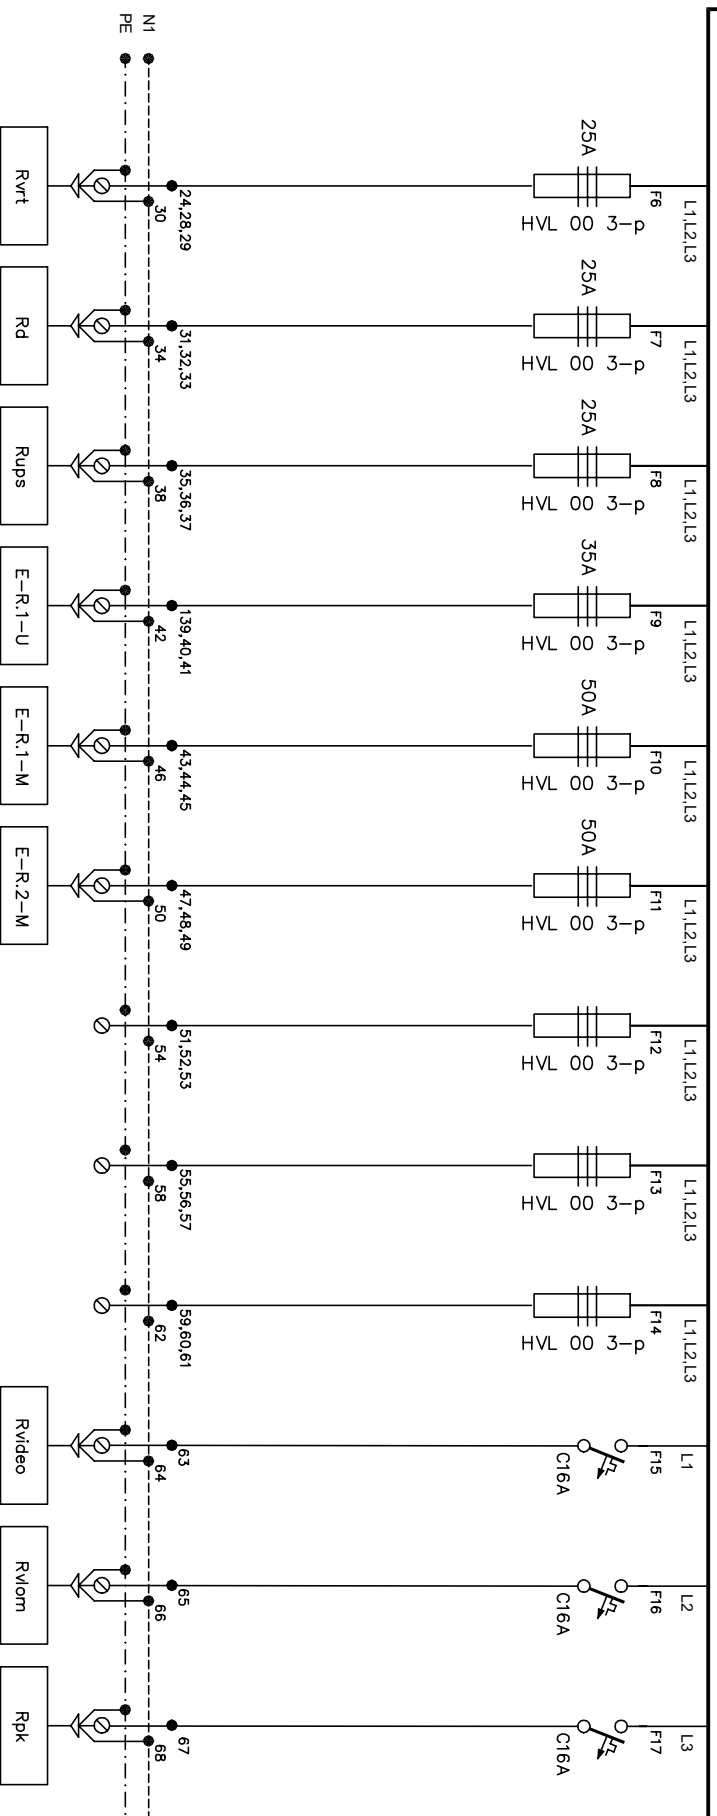 N1
PE
L1,L2,L3
F6
25A
HVL 00 3-p
24,28,29
30
Rvrt
L1,L2,L3
F7
25A
HVL 00 3-p
31,32,33
34
Rd
L1,L2,L3
F8
25A
HVL 00 3-p
35,36,37
38
Rups
L1,L2,L3
F9
35A
HVL 00 3-p
139,40,41
42
E-R.1-U
L1,L2,L3
F10
50A
HVL 00 3-p
43,44,45
46
E-R.1-M
L1,L2,L3
F11
50A
HVL 00 3-p
47,48,49
50
E-R.2-M
L1,L2,L3
F12
HVL 00 3-p
51,52,53
54
L1,L2,L3
F13
HVL 00 3-p
55,56,57
58
L1,L2,L3
F14
HVL 00 3-p
59,60,61
62
L1
F15
C16A
63
64
Rvideo
L2
F16
C16A
65
66
Rvlom
L3
F17
C16A
67
68
Rpk